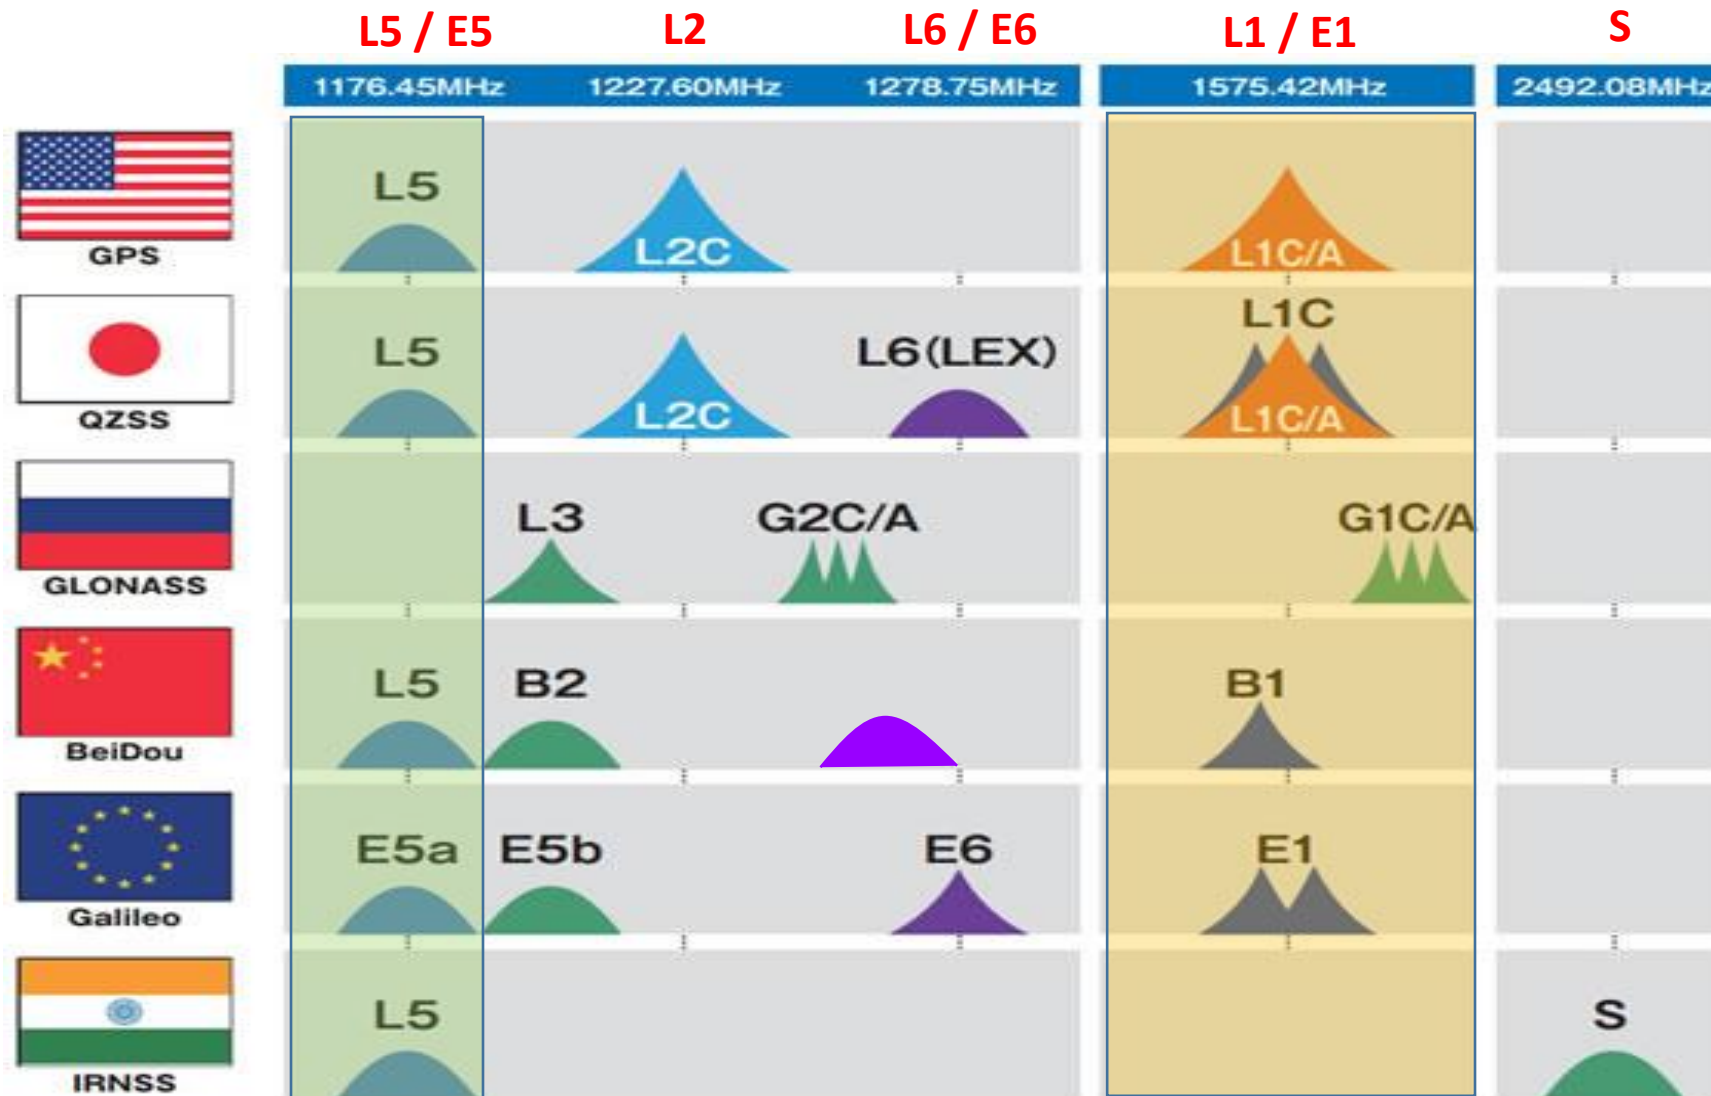 L5 / E5 L2 L6 / E6 L1 / E1 S
1176.45MHz 1227.60MHz 1278.75MHz 1575.42MHz 2492.08MHz
L5
L2C
L1C/A
GPS
L1C
L5
L6(LEX)
L2C
L1C/A
QZSS
L3 G2C/A G1C/A
GLONASS
L5 B2 B1
BeiDou
E5a E5b E6 E1
Galileo
L5 S
IRNSS